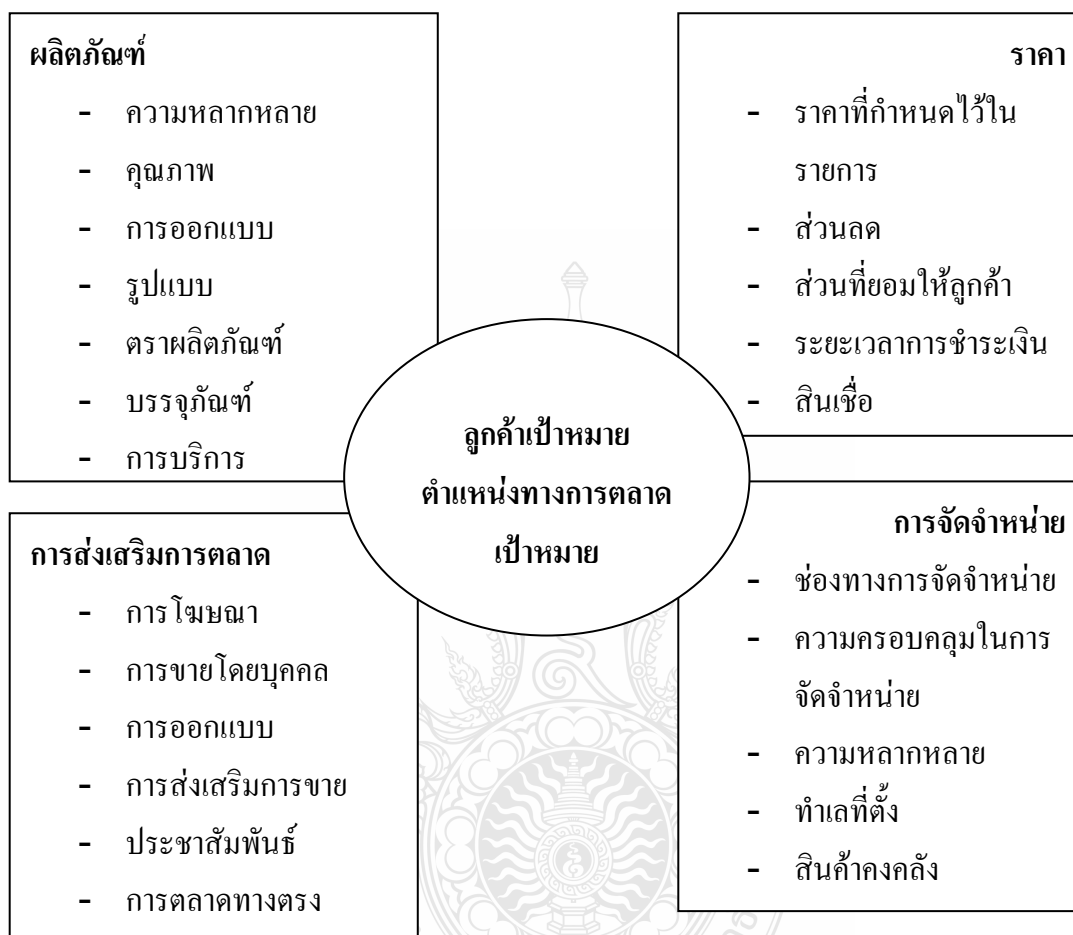 ผลิตภัณฑ์
- ความหลากหลาย
- คุณภาพ
- การออกแบบ
- รูปแบบ
- ตราผลิตภัณฑ์
- บรรจุภัณฑ์
- การบริการ
ราคา
- ราคาที่กำหนดไว้ใน
รายการ
- ส่วนลด
- ส่วนที่ยอมให้ลูกค้า
- ระยะเวลาการชำระเงิน
- สินเชื่อ
ลูกค้าเป้าหมาย
ตำแหน่งทางการตลาด
เป้าหมาย
การส่งเสริมการตลาด
- การโฆษณา
- การขายโดยบุคคล
- การออกแบบ
- การส่งเสริมการขาย
- ประชาสัมพันธ์
- การตลาดทางตรง
การจัดจำหน่าย
- ช่องทางการจัดจำหน่าย
- ความครอบคลุมในการ
จัดจำหน่าย
- ความหลากหลาย
- ทำเลที่ตั้ง
- สินค้าคงคลัง